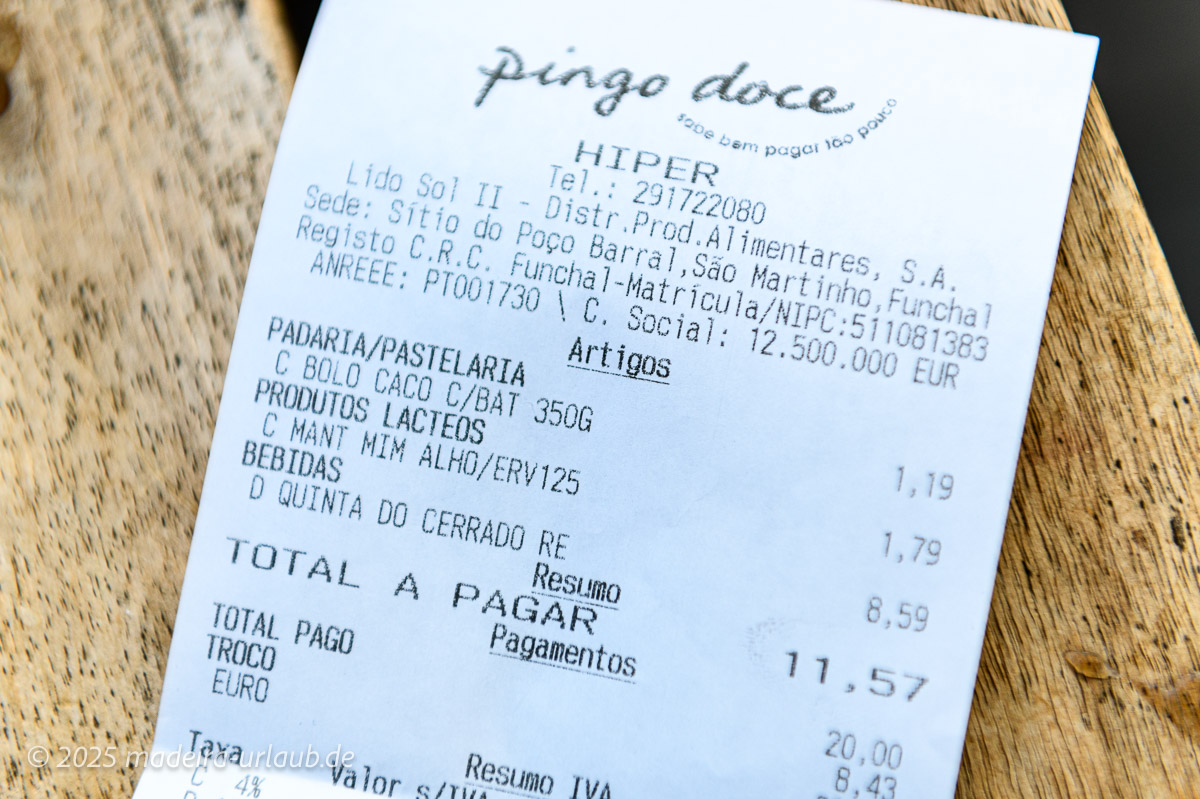 pingo doce
sabe bem pagar tão pouco
HIPER
Tel.: 291722080
Lido Sol II - Distr.Prod.Alimentares, S.A.
Sede: Sítio do Poço Barral,São Martinho,Funchal
Registo C.R.C. Funchal-Matrícula/NIPC:511081383
ANREEE: PT001730 \ C. Social: 12.500.000 EUR
Artigos
PADARIA/PASTELARIA
C BOLO CACO C/BAT 350G 1,19
PRODUTOS LACTEOS
C MANT MIM ALHO/ERV125 1,79
BEBIDAS
D QUINTA DO CERRADO RE 8,59
Resumo
TOTAL A PAGAR 11,57
Pagamentos
TOTAL PAGO 20,00
TROCO 8,43
EURO
Resumo IVA
Taxa Valor s/IVA
C 4%
© 2025 madeira-urlaub.de